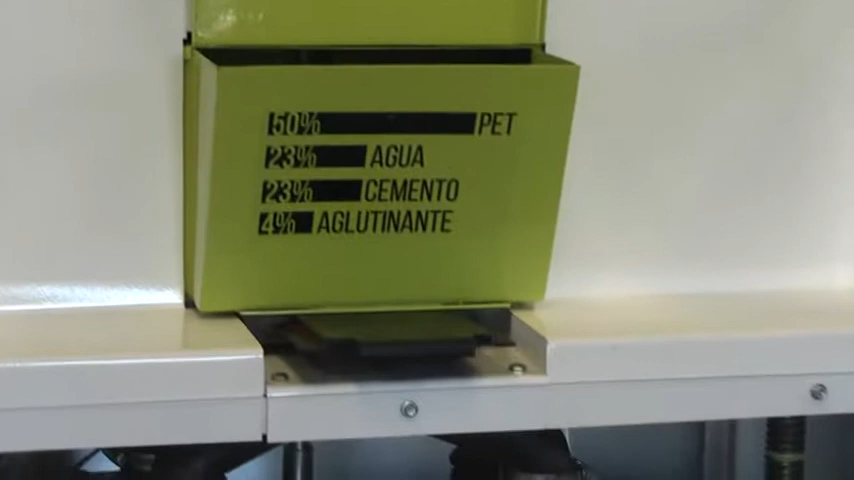 50% PET
23% AGUA
23% CEMENTO
4% AGLUTINANTE